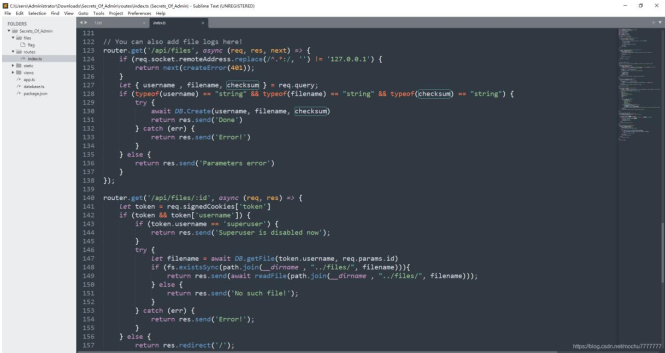 C:\Users\Administrator\Downloads\Secrets_Of_Admin\routes\index.ts (Secrets_Of_Admin) - Sublime Text (UNREGISTERED)
File Edit Selection Find View Goto Tools Project Preferences Help
FOLDERS
Secrets_Of_Admin
files
flag
routes
index.ts
static
views
app.ts
database.ts
package.json
flag
index.ts
121
122 // You can also add file logs here!
123 router.get('/api/files', async (req, res, next) => {
124 if (req.socket.remoteAddress.replace(/^.*:/, '') != '127.0.0.1') {
125 return next(createError(401));
126 }
127 let { username , filename, checksum } = req.query;
128 if (typeof(username) == "string" && typeof(filename) == "string" && typeof(checksum) == "string") {
129 try {
130 await DB.Create(username, filename, checksum)
131 return res.send('Done')
132 } catch (err) {
133 return res.send('Error!')
134 }
135 } else {
136 return res.send('Parameters error')
137 }
138 });
139
140 router.get('/api/files/:id', async (req, res) => {
141 let token = req.signedCookies['token']
142 if (token && token['username']) {
143 if (token.username == 'superuser') {
144 return res.send('Superuser is disabled now');
145 }
146 try {
147 let filename = await DB.getFile(token.username, req.params.id)
148 if (fs.existsSync(path.join(__dirname , "../files/", filename))){
149 return res.send(await readFile(path.join(__dirname , "../files/", filename)));
150 } else {
151 return res.send('No such file!');
152 }
153 } catch (err) {
154 return res.send('Error!');
155 }
156 } else {
157 return res.redirect('/');
https://blog.csdn.net/mochu7777777